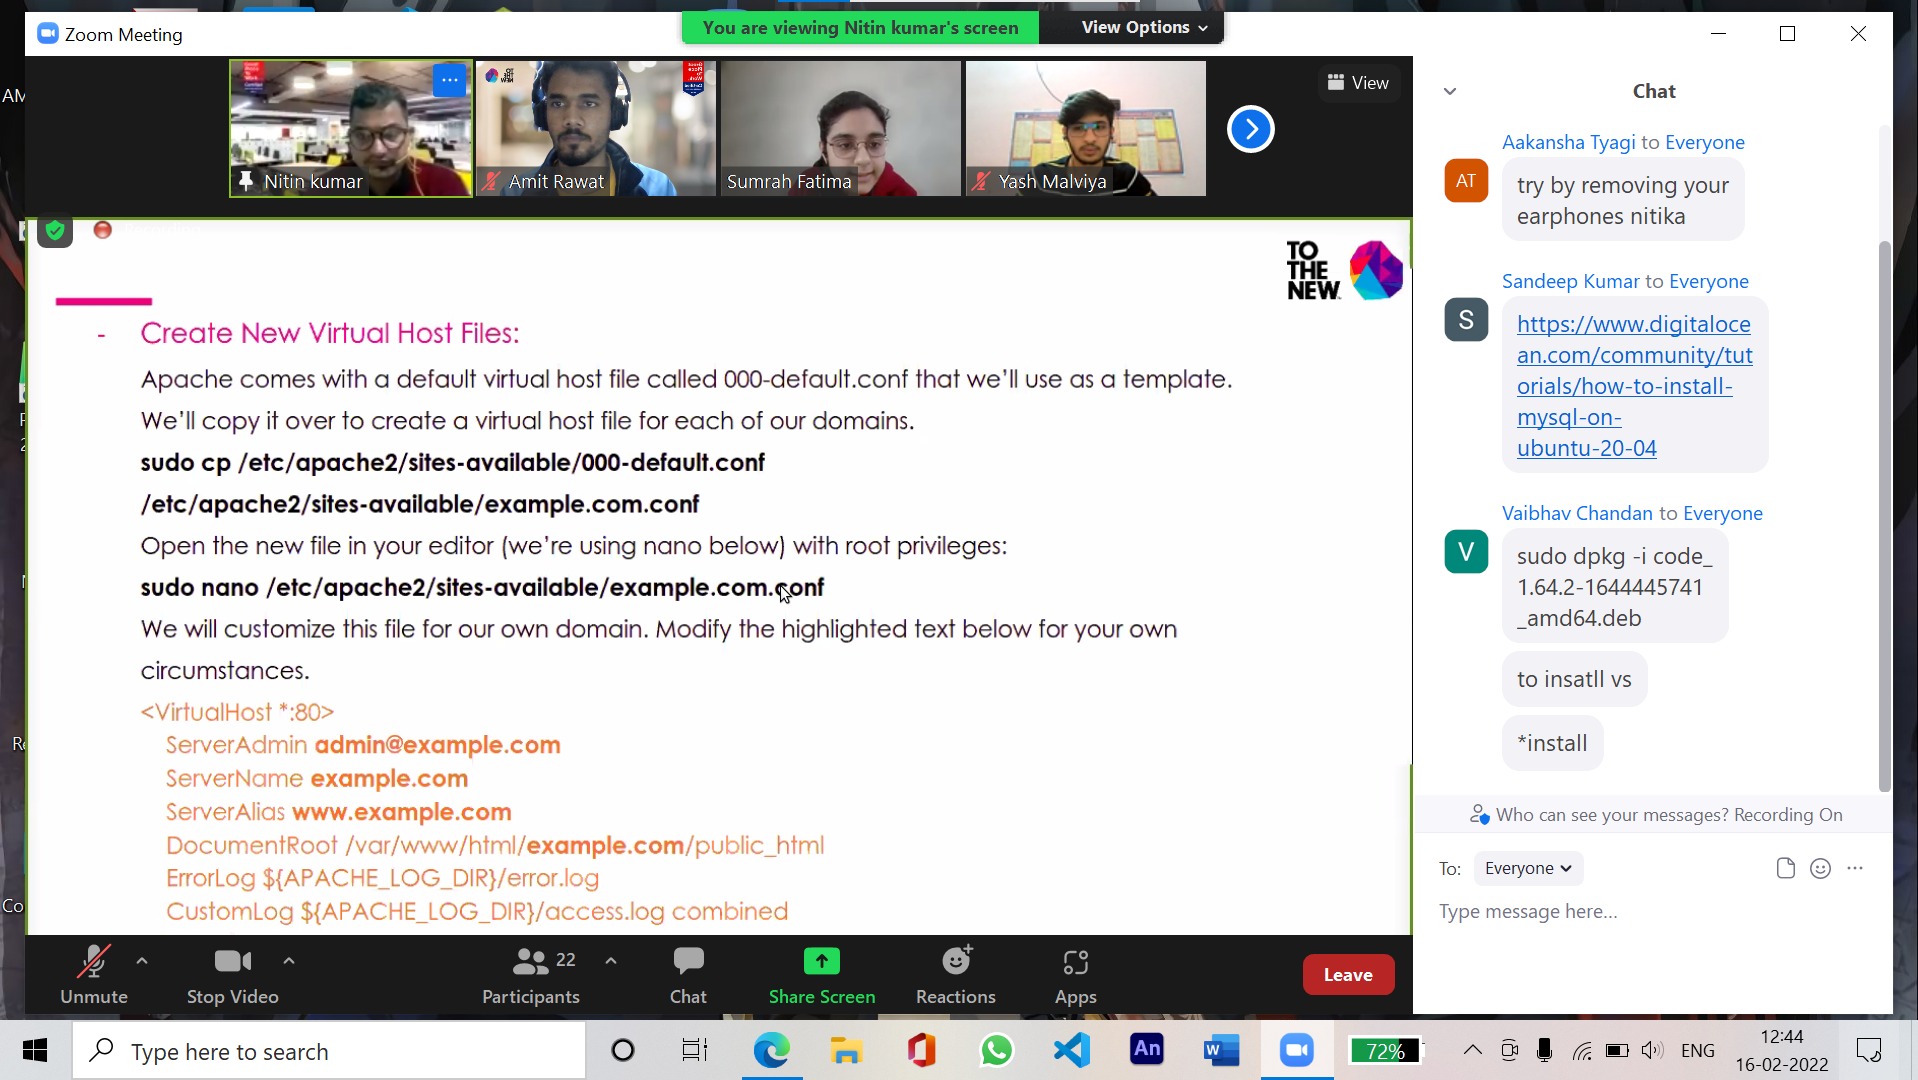 Zoom Meeting
You are viewing Nitin kumar's screen
View Options
View
Nitin kumar
Amit Rawat
Sumrah Fatima
Yash Malviya
TO
THE
NEW.
- Create New Virtual Host Files:
Apache comes with a default virtual host file called 000-default.conf that we'll use as a template.
We'll copy it over to create a virtual host file for each of our domains.
sudo cp /etc/apache2/sites-available/000-default.conf
/etc/apache2/sites-available/example.com.conf
Open the new file in your editor (we're using nano below) with root privileges:
sudo nano /etc/apache2/sites-available/example.com.conf
We will customize this file for our own domain. Modify the highlighted text below for your own
circumstances.
<VirtualHost *:80>
ServerAdmin admin@example.com
ServerName example.com
ServerAlias www.example.com
DocumentRoot /var/www/html/example.com/public_html
ErrorLog ${APACHE_LOG_DIR}/error.log
CustomLog ${APACHE_LOG_DIR}/access.log combined
Chat
Aakansha Tyagi to Everyone
AT
try by removing your
earphones nitika
Sandeep Kumar to Everyone
S
https://www.digitaloce
an.com/community/tut
orials/how-to-install-
mysql-on-
ubuntu-20-04
Vaibhav Chandan to Everyone
V
sudo dpkg -i code_
1.64.2-1644445741
_amd64.deb
to insatll vs
*install
Who can see your messages? Recording On
To: Everyone
Type message here...
Unmute
Stop Video
22
Participants
Chat
Share Screen
Reactions
Apps
Leave
Type here to search
An
W
72%
ENG
12:44
16-02-2022